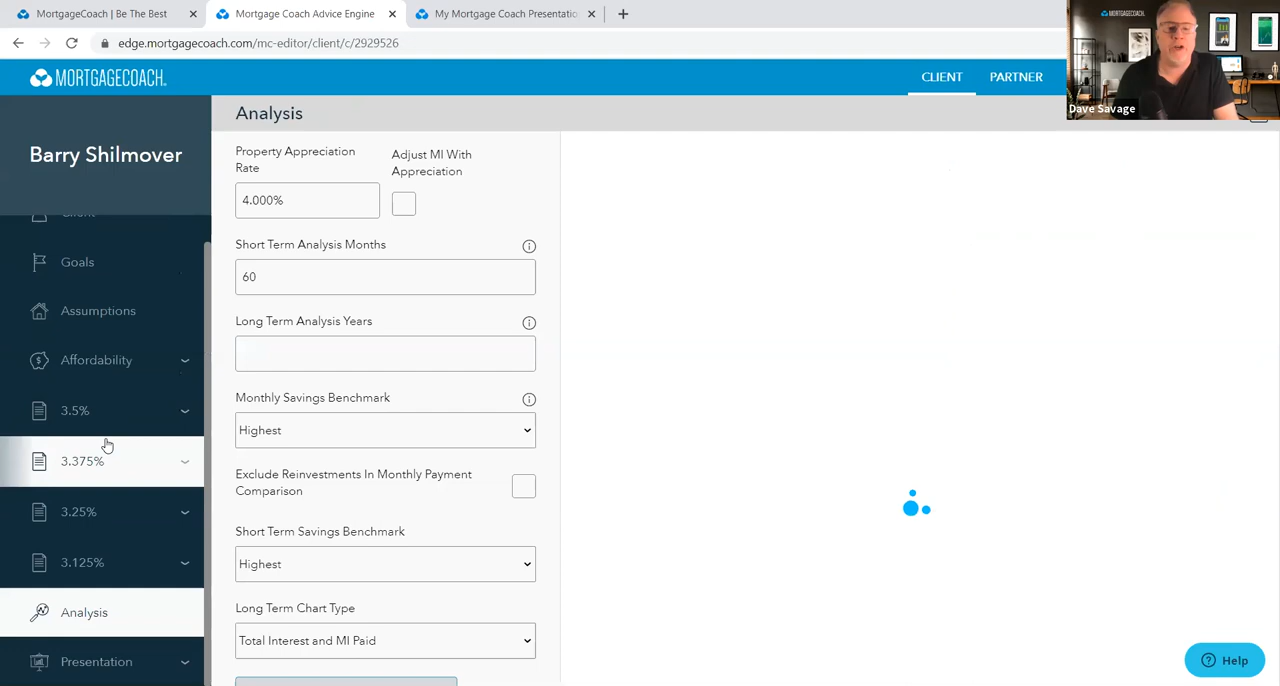 MortgageCoach | Be The Best
Mortgage Coach Advice Engine
My Mortgage Coach Presentatio
edge.mortgagecoach.com/mc-editor/client/c/2929526
MORTGAGECOACH
CLIENT
PARTNER
MORTGAGECOACH
Dave Savage
Barry Shilmover
Client
Goals
Assumptions
Affordability
3.5%
3.375%
3.25%
3.125%
Analysis
Presentation
Analysis
Property Appreciation
Rate
Adjust MI With
Appreciation
4.000%
Short Term Analysis Months
60
Long Term Analysis Years
Monthly Savings Benchmark
Highest
Exclude Reinvestments In Monthly Payment
Comparison
Short Term Savings Benchmark
Highest
Long Term Chart Type
Total Interest and MI Paid
Help